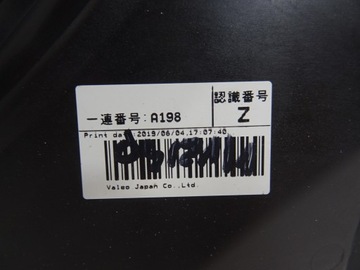 一連番号:A198
認識番号
Z
Print date 2019/06/04,17:07:40
Valeo Japan Co.,Ltd.